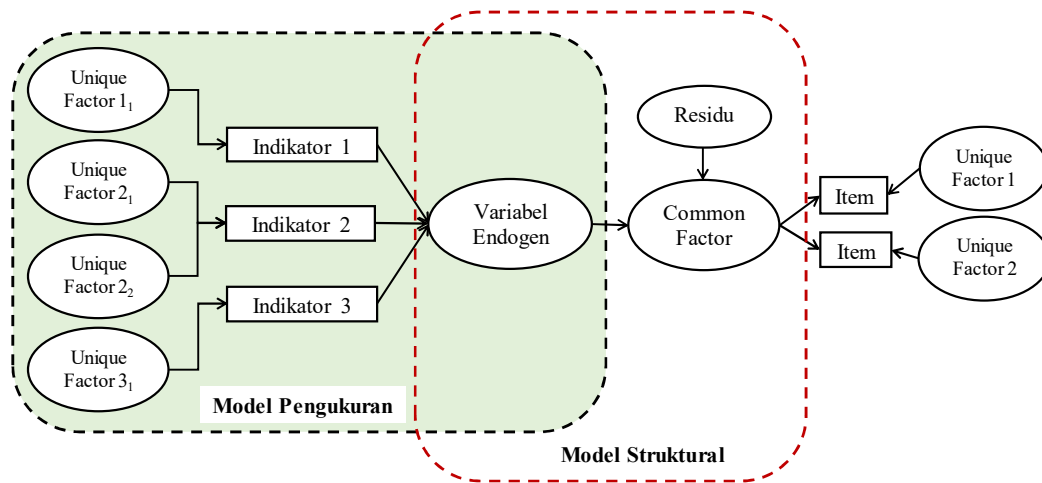 Unique
Factor 1₁
Unique
Factor 2₁
Unique
Factor 2₂
Unique
Factor 3₁
Indikator 1
Indikator 2
Indikator 3
Model Pengukuran
Variabel
Endogen
Residu
Common
Factor
Model Struktural
Item
Item
Unique
Factor 1
Unique
Factor 2